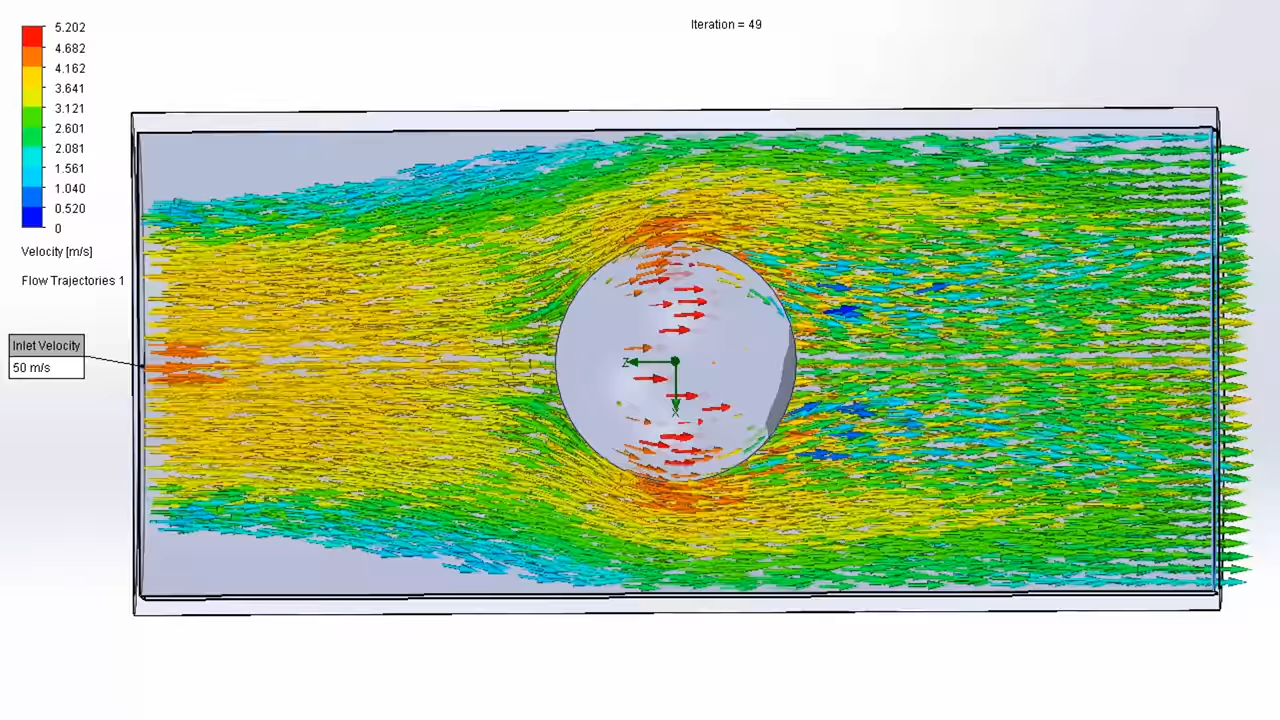 5.202
4.682
4.162
3.641
3.121
2.601
2.081
1.561
1.040
0.520
0
Velocity [m/s]
Flow Trajectories 1
Iteration = 49
Inlet Velocity
50 m/s
Z
X